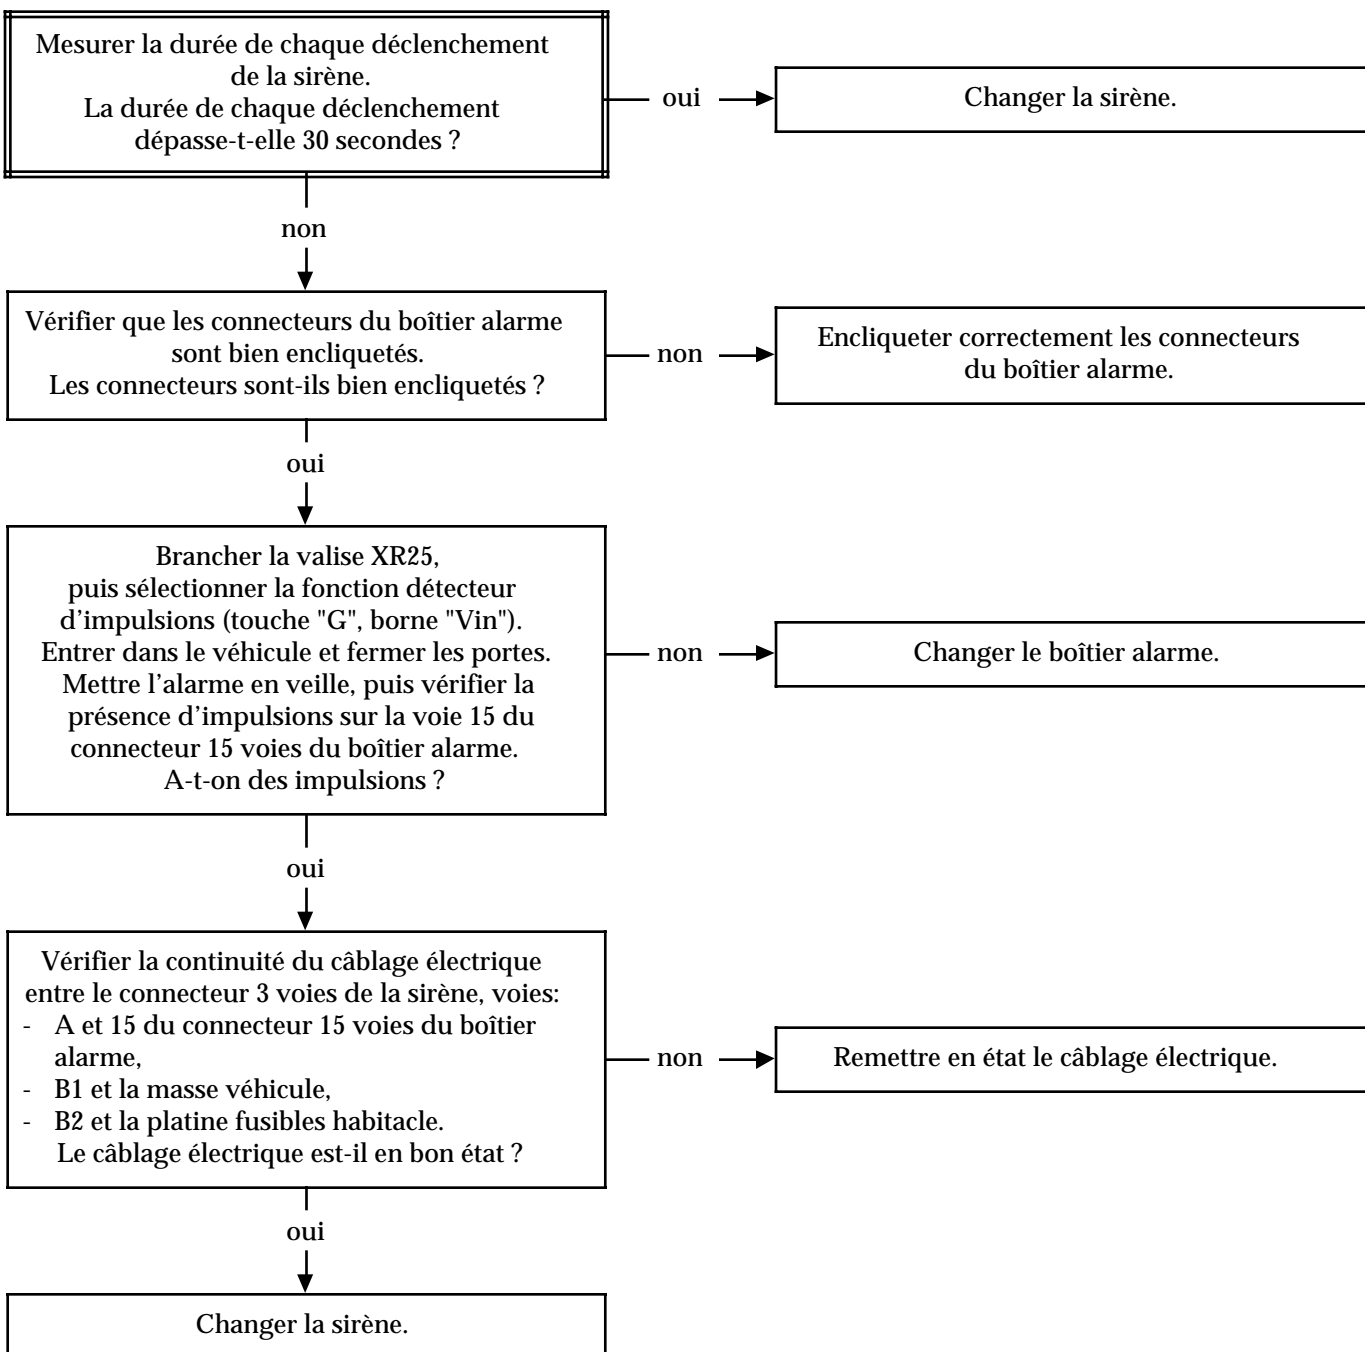 Mesurer la durée de chaque déclenchement
de la sirène.
La durée de chaque déclenchement
dépasse-t-elle 30 secondes ?
oui
Changer la sirène.
non
Vérifier que les connecteurs du boîtier alarme
sont bien encliquetés.
Les connecteurs sont-ils bien encliquetés ?
non
Encliqueter correctement les connecteurs
du boîtier alarme.
oui
Brancher la valise XR25,
puis sélectionner la fonction détecteur
d’impulsions (touche "G", borne "Vin").
Entrer dans le véhicule et fermer les portes.
Mettre l’alarme en veille, puis vérifier la
présence d’impulsions sur la voie 15 du
connecteur 15 voies du boîtier alarme.
A-t-on des impulsions ?
non
Changer le boîtier alarme.
oui
Vérifier la continuité du câblage électrique
entre le connecteur 3 voies de la sirène, voies:
- A et 15 du connecteur 15 voies du boîtier
alarme,
- B1 et la masse véhicule,
- B2 et la platine fusibles habitacle.
Le câblage électrique est-il en bon état ?
non
Remettre en état le câblage électrique.
oui
Changer la sirène.